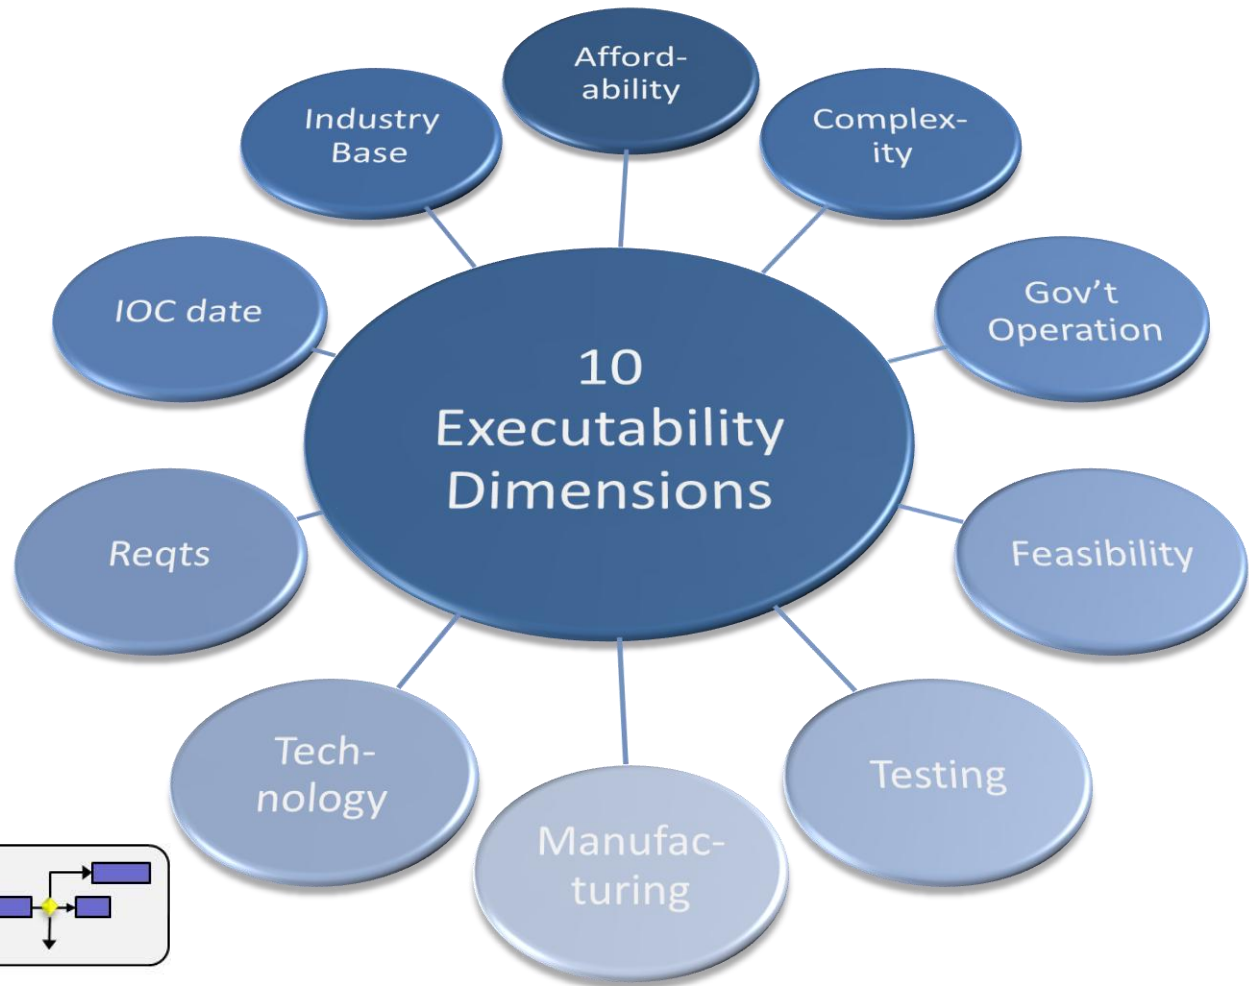 Afford-
ability
Complex-
ity
Gov’t
Operation
Feasibility
Testing
Manufac-
turing
Tech-
nology
Reqts
IOC date
Industry
Base
10
Executability
Dimensions